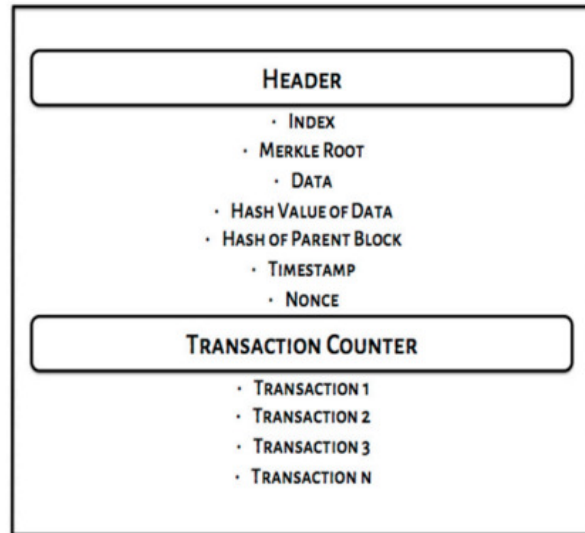 HEADER
· INDEX
· MERKLE ROOT
· DATA
· HASH VALUE OF DATA
· HASH OF PARENT BLOCK
· TIMESTAMP
· NONCE
TRANSACTION COUNTER
· TRANSACTION 1
· TRANSACTION 2
· TRANSACTION 3
· TRANSACTION N